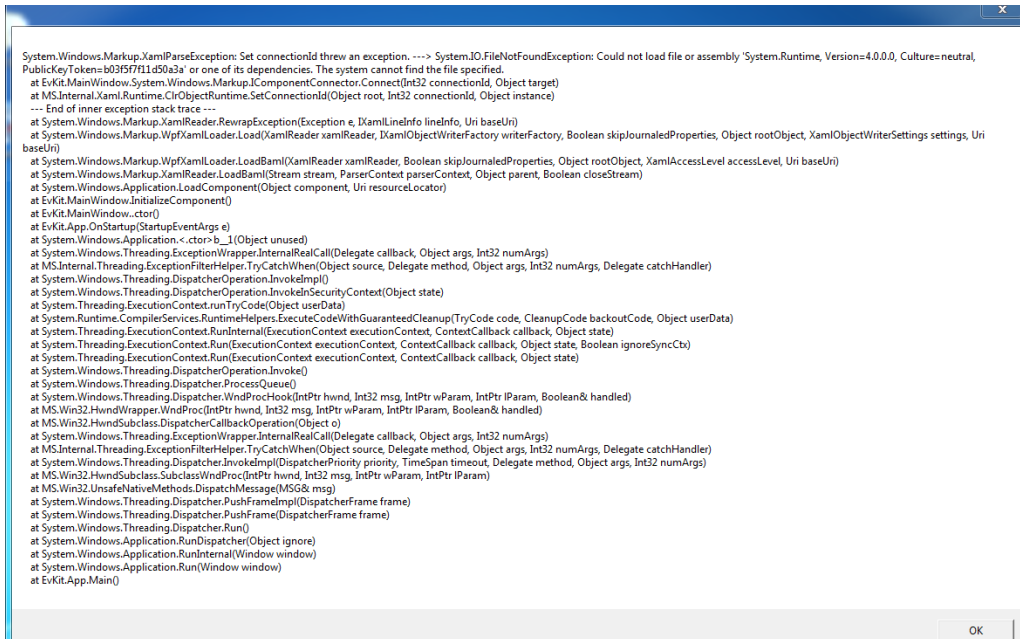 x
System.Windows.Markup.XamlParseException: Set connectionId threw an exception. ---> System.IO.FileNotFoundException: Could not load file or assembly 'System.Runtime, Version=4.0.0.0, Culture=neutral,
PublicKeyToken=b03f5f7f11d50a3a' or one of its dependencies. The system cannot find the file specified.
at EvKit.MainWindow.System.Windows.Markup.IComponentConnector.Connect(Int32 connectionId, Object target)
at MS.Internal.Xaml.Runtime.ClrObjectRuntime.SetConnectionId(Object root, Int32 connectionId, Object instance)
--- End of inner exception stack trace ---
at System.Windows.Markup.XamlReader.RewrapException(Exception e, IXamlLineInfo lineInfo, Uri baseUri)
at System.Windows.Markup.WpfXamlLoader.Load(XamlReader xamlReader, IXamlObjectWriterFactory writerFactory, Boolean skipJournaledProperties, Object rootObject, XamlObjectWriterSettings settings, Uri
baseUri)
at System.Windows.Markup.WpfXamlLoader.LoadBaml(XamlReader xamlReader, Boolean skipJournaledProperties, Object rootObject, XamlAccessLevel accessLevel, Uri baseUri)
at System.Windows.Markup.XamlReader.LoadBaml(Stream stream, ParserContext parserContext, Object parent, Boolean closeStream)
at System.Windows.Application.LoadComponent(Object component, Uri resourceLocator)
at EvKit.MainWindow.InitializeComponent()
at EvKit.MainWindow..ctor()
at EvKit.App.OnStartup(StartupEventArgs e)
at System.Windows.Application.<.ctor>b__1(Object unused)
at System.Windows.Threading.ExceptionWrapper.InternalRealCall(Delegate callback, Object args, Int32 numArgs)
at MS.Internal.Threading.ExceptionFilterHelper.TryCatchWhen(Object source, Delegate method, Object args, Int32 numArgs, Delegate catchHandler)
at System.Windows.Threading.DispatcherOperation.InvokeImpl()
at System.Windows.Threading.DispatcherOperation.InvokeInSecurityContext(Object state)
at System.Threading.ExecutionContext.runTryCode(Object userData)
at System.Runtime.CompilerServices.RuntimeHelpers.ExecuteCodeWithGuaranteedCleanup(TryCode code, CleanupCode backoutCode, Object userData)
at System.Threading.ExecutionContext.RunInternal(ExecutionContext executionContext, ContextCallback callback, Object state)
at System.Threading.ExecutionContext.Run(ExecutionContext executionContext, ContextCallback callback, Object state, Boolean ignoreSyncCtx)
at System.Threading.ExecutionContext.Run(ExecutionContext executionContext, ContextCallback callback, Object state)
at System.Windows.Threading.DispatcherOperation.Invoke()
at System.Windows.Threading.Dispatcher.ProcessQueue()
at System.Windows.Threading.Dispatcher.WndProcHook(IntPtr hwnd, Int32 msg, IntPtr wParam, IntPtr lParam, Boolean& handled)
at MS.Win32.HwndWrapper.WndProc(IntPtr hwnd, Int32 msg, IntPtr wParam, IntPtr lParam, Boolean& handled)
at MS.Win32.HwndSubclass.DispatcherCallbackOperation(Object o)
at System.Windows.Threading.ExceptionWrapper.InternalRealCall(Delegate callback, Object args, Int32 numArgs)
at MS.Internal.Threading.ExceptionFilterHelper.TryCatchWhen(Object source, Delegate method, Object args, Int32 numArgs, Delegate catchHandler)
at System.Windows.Threading.Dispatcher.InvokeImpl(DispatcherPriority priority, TimeSpan timeout, Delegate method, Object args, Int32 numArgs)
at MS.Win32.HwndSubclass.SubclassWndProc(IntPtr hwnd, Int32 msg, IntPtr wParam, IntPtr lParam)
at MS.Win32.UnsafeNativeMethods.DispatchMessage(MSG& msg)
at System.Windows.Threading.Dispatcher.PushFrameImpl(DispatcherFrame frame)
at System.Windows.Threading.Dispatcher.PushFrame(DispatcherFrame frame)
at System.Windows.Threading.Dispatcher.Run()
at System.Windows.Application.RunDispatcher(Object ignore)
at System.Windows.Application.RunInternal(Window window)
at System.Windows.Application.Run(Window window)
at EvKit.App.Main()
OK